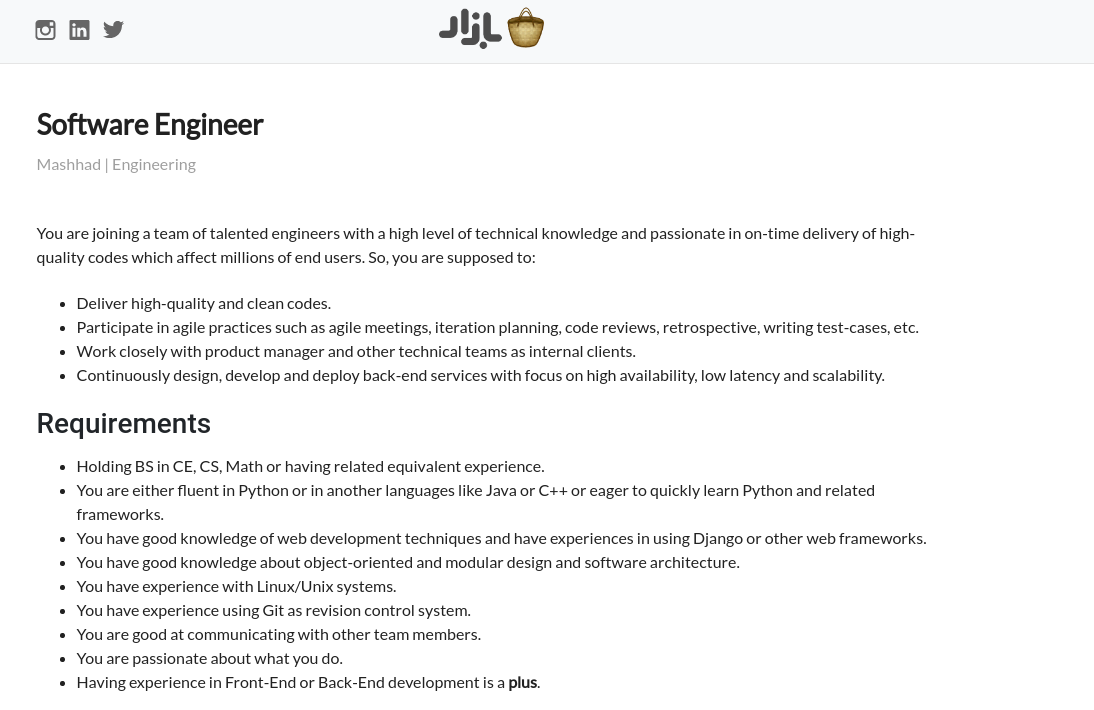 بازار
Software Engineer
Mashhad | Engineering
You are joining a team of talented engineers with a high level of technical knowledge and passionate in on-time delivery of high-
quality codes which affect millions of end users. So, you are supposed to:
Deliver high-quality and clean codes.
Participate in agile practices such as agile meetings, iteration planning, code reviews, retrospective, writing test-cases, etc.
Work closely with product manager and other technical teams as internal clients.
Continuously design, develop and deploy back-end services with focus on high availability, low latency and scalability.
Requirements
Holding BS in CE, CS, Math or having related equivalent experience.
You are either fluent in Python or in another languages like Java or C++ or eager to quickly learn Python and related
frameworks.
You have good knowledge of web development techniques and have experiences in using Django or other web frameworks.
You have good knowledge about object-oriented and modular design and software architecture.
You have experience with Linux/Unix systems.
You have experience using Git as revision control system.
You are good at communicating with other team members.
You are passionate about what you do.
Having experience in Front-End or Back-End development is a plus.